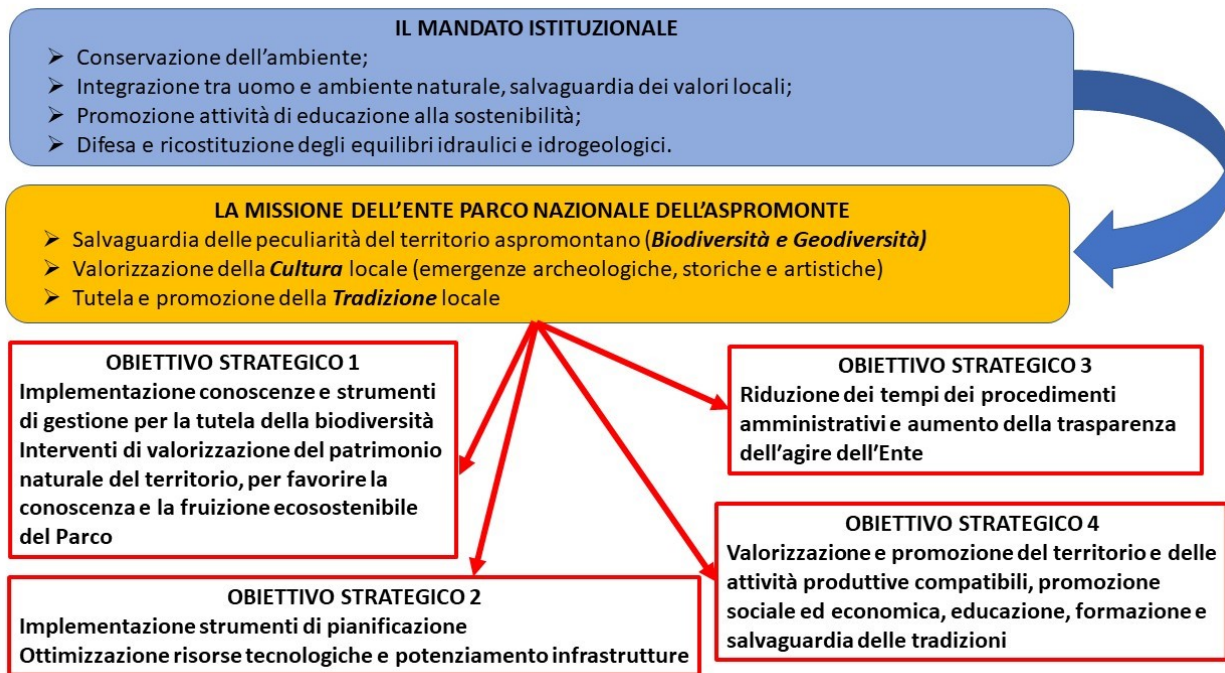 IL MANDATO ISTITUZIONALE
➢ Conservazione dell’ambiente;
➢ Integrazione tra uomo e ambiente naturale, salvaguardia dei valori locali;
➢ Promozione attività di educazione alla sostenibilità;
➢ Difesa e ricostituzione degli equilibri idraulici e idrogeologici.
LA MISSIONE DELL’ENTE PARCO NAZIONALE DELL’ASPROMONTE
➢ Salvaguardia delle peculiarità del territorio aspromontano (Biodiversità e Geodiversità)
➢ Valorizzazione della Cultura locale (emergenze archeologiche, storiche e artistiche)
➢ Tutela e promozione della Tradizione locale
OBIETTIVO STRATEGICO 1
Implementazione conoscenze e strumenti
di gestione per la tutela della biodiversità
Interventi di valorizzazione del patrimonio
naturale del territorio, per favorire la
conoscenza e la fruizione ecosostenibile
del Parco
OBIETTIVO STRATEGICO 2
Implementazione strumenti di pianificazione
Ottimizzazione risorse tecnologiche e potenziamento infrastrutture
OBIETTIVO STRATEGICO 3
Riduzione dei tempi dei procedimenti
amministrativi e aumento della trasparenza
dell’agire dell’Ente
OBIETTIVO STRATEGICO 4
Valorizzazione e promozione del territorio e delle
attività produttive compatibili, promozione
sociale ed economica, educazione, formazione e
salvaguardia delle tradizioni